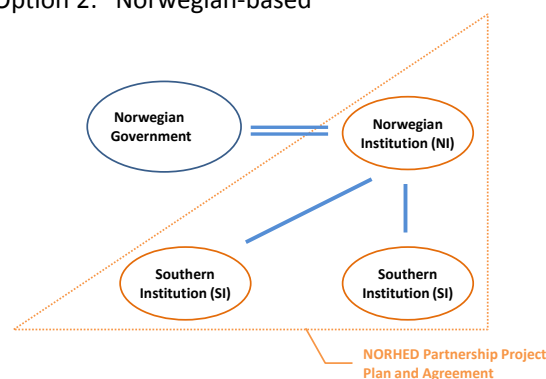 Option 2: Norwegian-based
Norwegian
Government
Norwegian
Institution (NI)
Southern
Institution (SI)
Southern
Institution (SI)
NORHED Partnership Project
Plan and Agreement